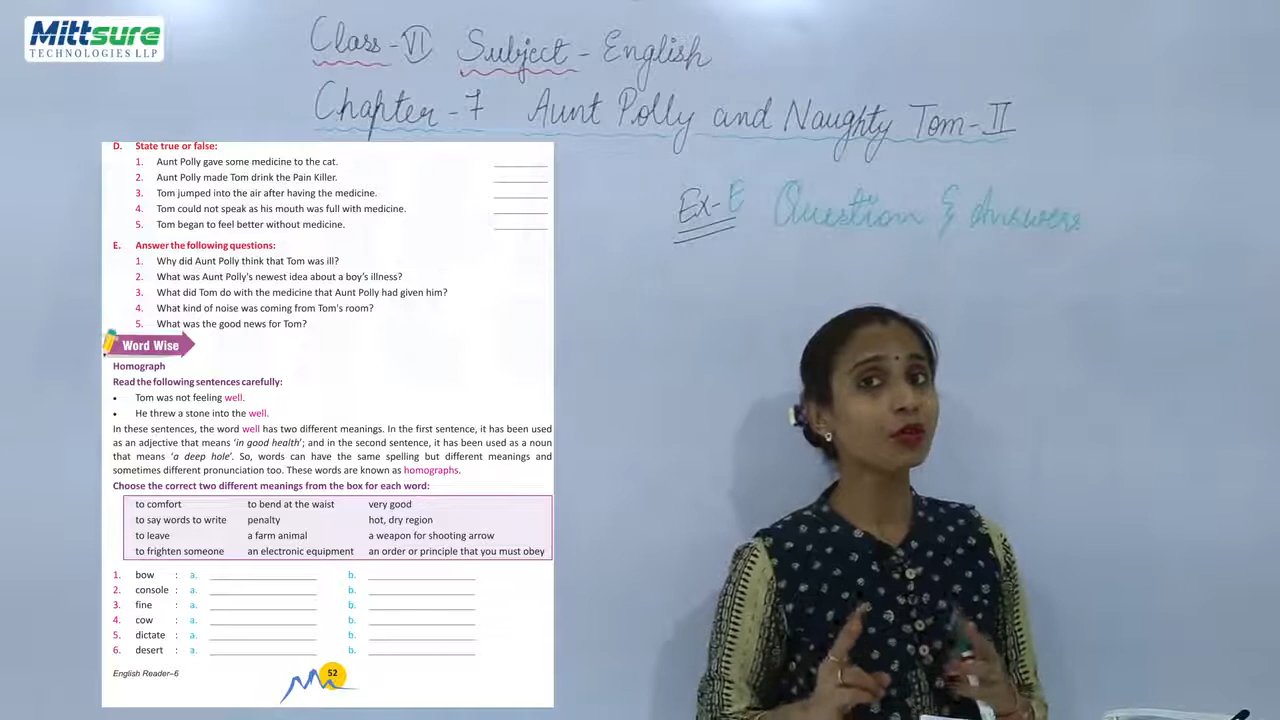 Mittsure
TECHNOLOGIES LLP
Class - VI Subject - English
Chapter - 7 Aunt Polly and Naughty Tom - II
Ex- E Question & Answers
D. State true or false:
1. Aunt Polly gave some medicine to the cat.
2. Aunt Polly made Tom drink the Pain Killer.
3. Tom jumped into the air after having the medicine.
4. Tom could not speak as his mouth was full with medicine.
5. Tom began to feel better without medicine.
E. Answer the following questions:
1. Why did Aunt Polly think that Tom was ill?
2. What was Aunt Polly's newest idea about a boy's illness?
3. What did Tom do with the medicine that Aunt Polly had given him?
4. What kind of noise was coming from Tom's room?
5. What was the good news for Tom?
Word Wise
Homograph
Read the following sentences carefully:
• Tom was not feeling well.
• He threw a stone into the well.
In these sentences, the word well has two different meanings. In the first sentence, it has been used
as an adjective that means 'in good health'; and in the second sentence, it has been used as a noun
that means 'a deep hole'. So, words can have the same spelling but different meanings and
sometimes different pronunciation too. These words are known as homographs.
Choose the correct two different meanings from the box for each word:
to comfort to bend at the waist very good
to say words to write penalty hot, dry region
to leave a farm animal a weapon for shooting arrow
to frighten someone an electronic equipment an order or principle that you must obey
1. bow : a. b.
2. console : a. b.
3. fine : a. b.
4. cow : a. b.
5. dictate : a. b.
6. desert : a. b.
English Reader–6 52